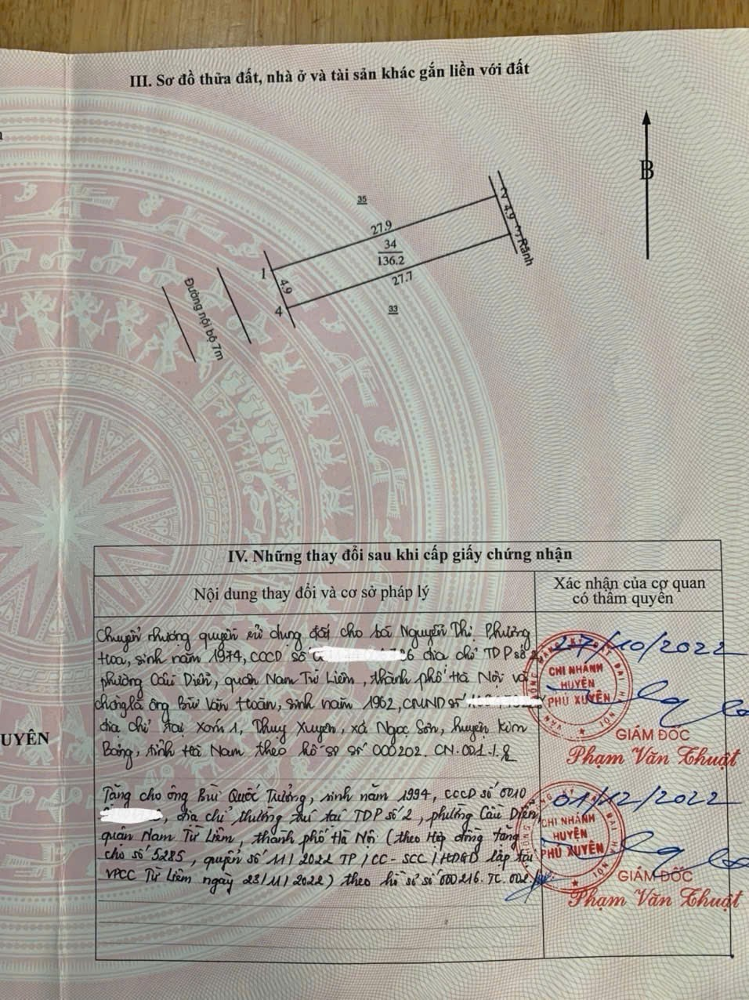 III. Sơ đồ thửa đất, nhà ở và tài sản khác gắn liền với đất
B
35
27.9
2
4.9
3
Rãnh
34
136.2
1
4.9
27.7
4
Đường nội bộ 7m
33
UYÊN
IV. Những thay đổi sau khi cấp giấy chứng nhận
Nội dung thay đổi và cơ sở pháp lý
Xác nhận của cơ quan
có thẩm quyền
Chuyển nhượng quyền sử dụng đất cho bà Nguyễn Thị Phương
Hoa, sinh năm 1974, CCCD số 26 địa chỉ TDP số 2
phường Cầu Diễn, quận Nam Từ Liêm, thành phố Hà Nội và
chồng là ông Bùi Văn Hoàn, sinh năm 1962, CMND số
địa chỉ tại Xóm 1, Thụy Xuyên, xã Ngọc Sơn, huyện Kim
Bảng, tỉnh Hà Nam theo hồ sơ số 000202.CN.001.
27/10/2022
CHI NHÁNH
HUYỆN
PHÚ XUYÊN
GIÁM ĐỐC
Phạm Văn Thuật
Tặng cho ông Bùi Quốc Trưởng, sinh năm 1994, CCCD số 0010
, địa chỉ thường trú tại TDP số 2, phường Cầu Diễn,
quận Nam Từ Liêm, thành phố Hà Nội (theo Hợp đồng tặng
cho số 5285, quyển số 11/2022 TP/CC-SCC/HĐGD lập tại
VPCC Từ Liêm ngày 23/11/2022) theo hồ sơ số 000216.TC.002
01/12/2022
CHI NHÁNH
HUYỆN
PHÚ XUYÊN
GIÁM ĐỐC
Phạm Văn Thuật